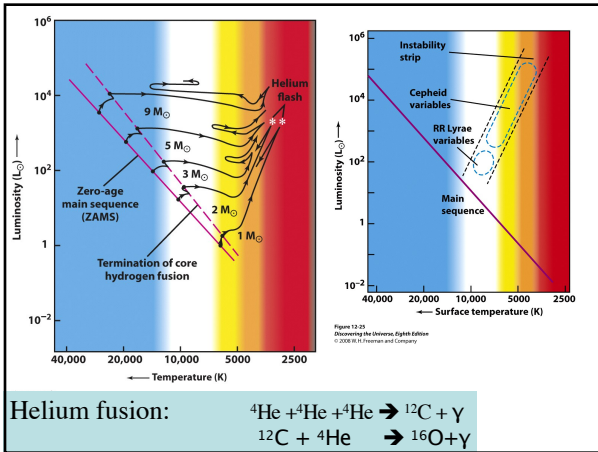 10⁶
10⁴
10²
1
10⁻²
Luminosity (L⊙) →
Helium
flash
9 M⊙
5 M⊙
3 M⊙
2 M⊙
1 M⊙
* *
Zero-age
main sequence
(ZAMS)
Termination of core
hydrogen fusion
40,000 20,000 10,000 5000 2500
← Temperature (K)
10⁶
10⁴
10²
1
10⁻²
Luminosity (L⊙) →
Instability
strip
Cepheid
variables
RR Lyrae
variables
Main
sequence
40,000 20,000 10,000 5000 2500
← Surface temperature (K)
Figure 12-25
Discovering the Universe, Eighth Edition
© 2008 W. H. Freeman and Company
Helium fusion: ⁴He +⁴He +⁴He ➔ ¹²C + γ
¹²C + ⁴He ➔ ¹⁶O+γ